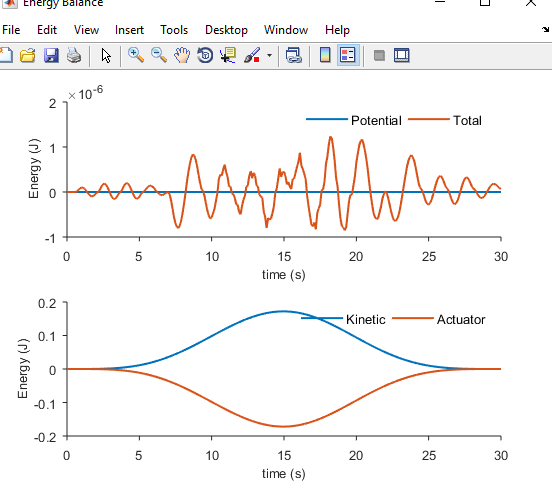 Energy Balance
File Edit View Insert Tools Desktop Window Help
×10⁻⁶
2
1
0
-1
Energy (J)
Potential Total
0 5 10 15 20 25 30
time (s)
0.2
0.1
0
-0.1
-0.2
Energy (J)
Kinetic Actuator
0 5 10 15 20 25 30
time (s)